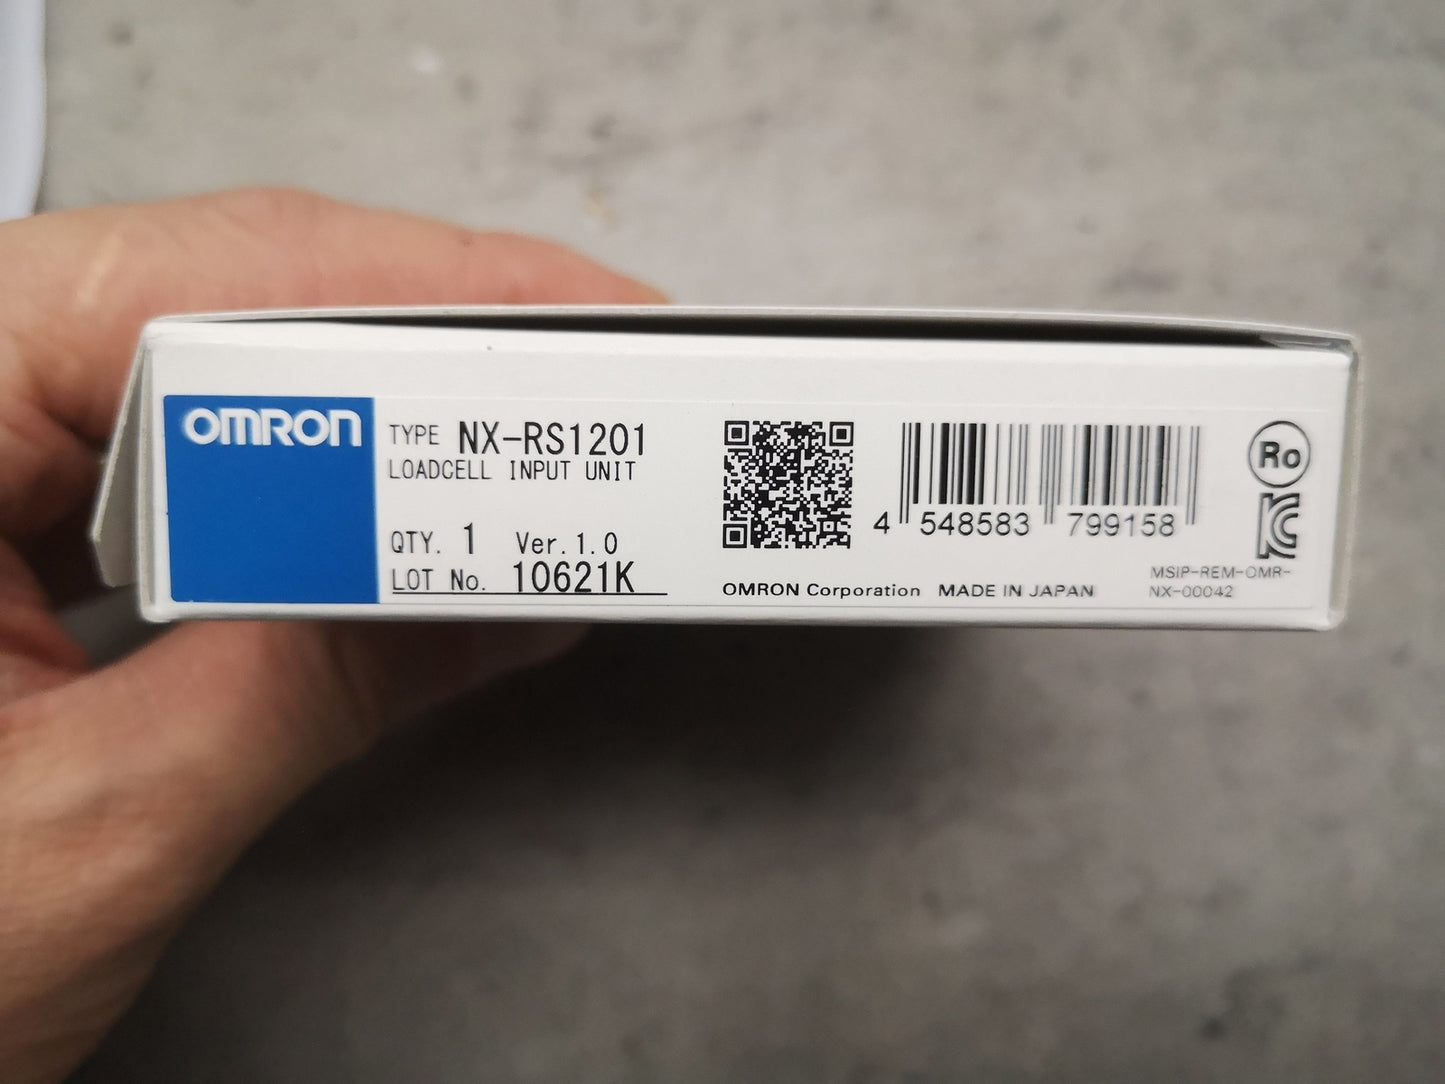 OMRON
TYPE NX-RS1201
LOADCELL INPUT UNIT
QTY. 1 Ver.1.0
LOT No. 10621K
4 548583 799158
OMRON Corporation MADE IN JAPAN
Ro
KC
MSIP-REM-OMR-
NX-00042